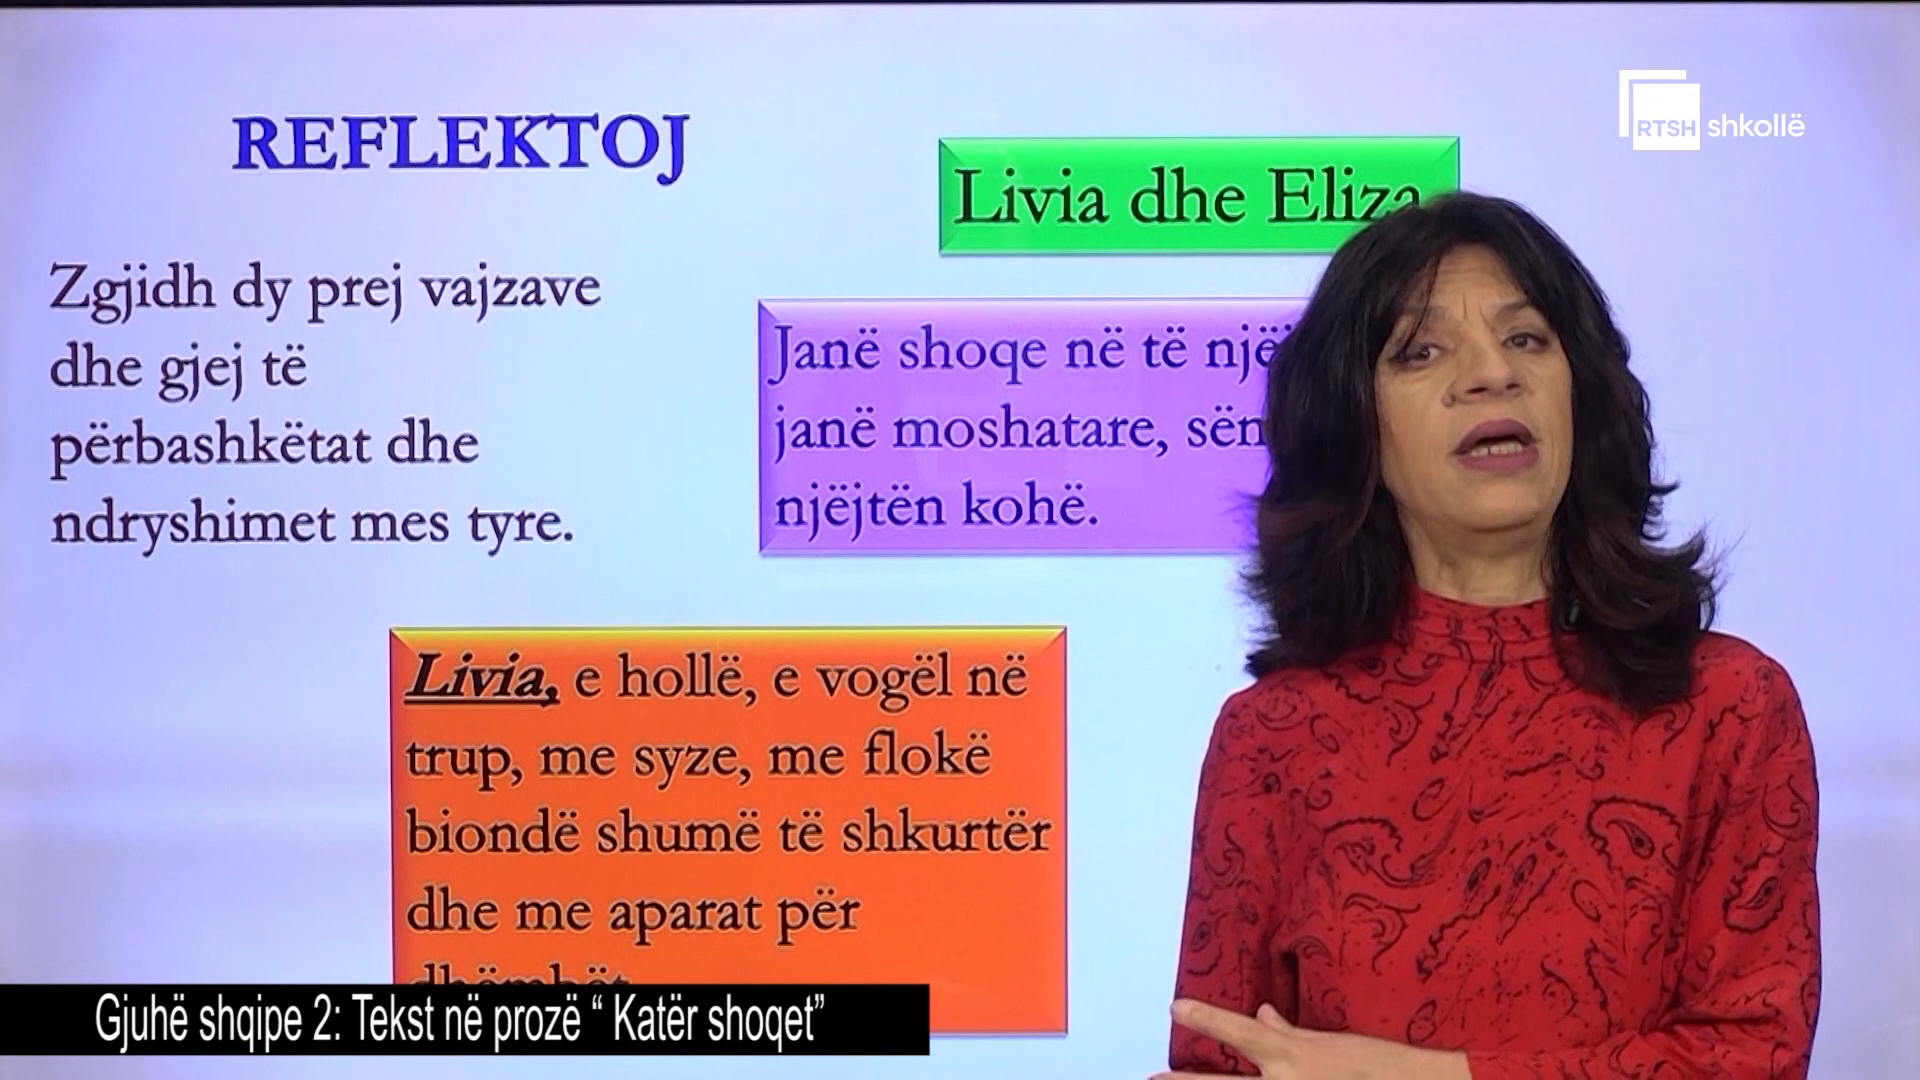 REFLEKTOJ
RTSH shkollë
Livia dhe Eliza
Zgjidh dy prej vajzave
dhe gjej të
përbashkëtat dhe
ndryshimet mes tyre.
Janë shoqe në të
janë moshatare,
njëjtën kohë.
Livia, e hollë, e vogël në
trup, me syze, me flokë
biondë shumë të shkurtër
dhe me aparat për
dhëmbët
Gjuhë shqipe 2: Tekst në prozë “ Katër shoqet”